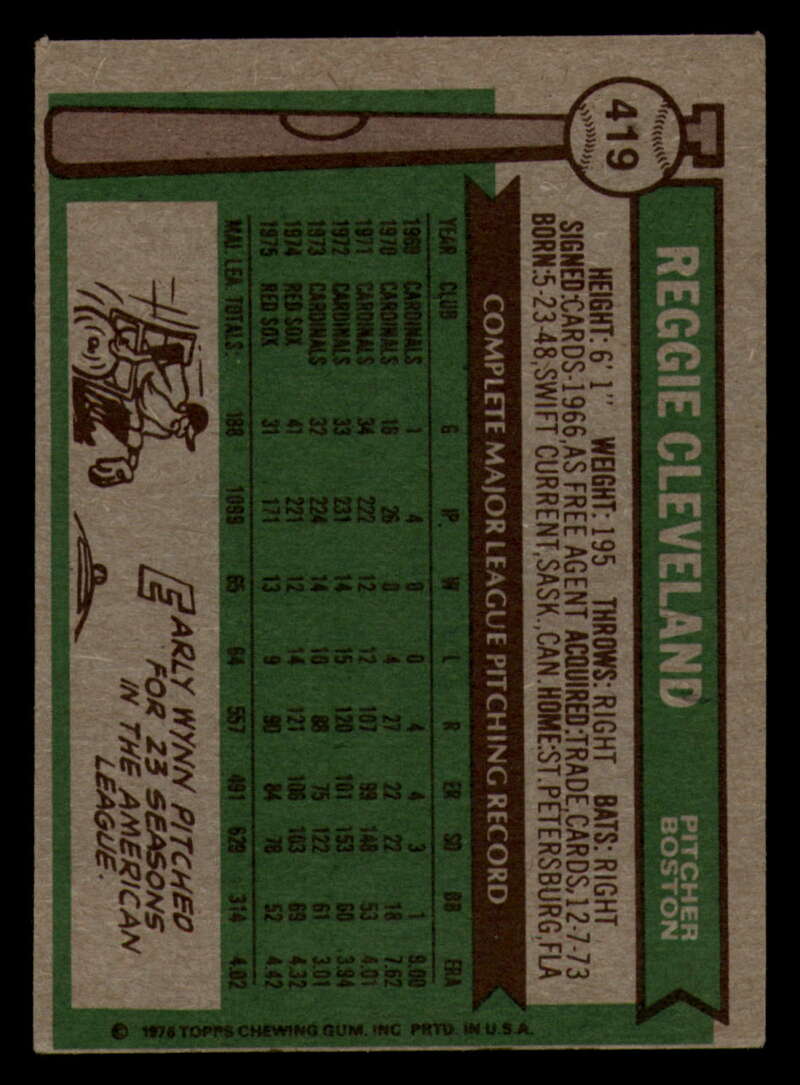 419
REGGIE CLEVELAND
PITCHER
BOSTON
HEIGHT: 6' 1" WEIGHT: 195 THROWS: RIGHT BATS: RIGHT
SIGNED: CARDS-1966, AS FREE AGENT ACQUIRED: TRADE, CARDS, 12-7-73
BORN: 5-23-48, SWIFT CURRENT, SASK., CAN HOME: ST. PETERSBURG, FLA
COMPLETE MAJOR LEAGUE PITCHING RECORD
YEAR CLUB G IP W L R ER SO BB ERA
1969 CARDINALS 1 4 0 0 4 4 3 1 9.00
1970 CARDINALS 16 26 0 4 27 22 22 18 7.62
1971 CARDINALS 34 222 12 12 107 99 148 53 4.01
1972 CARDINALS 33 231 14 15 120 101 153 60 3.94
1973 CARDINALS 32 224 14 10 88 75 122 61 3.01
1974 RED SOX 41 221 12 14 121 106 103 69 4.32
1975 RED SOX 31 171 13 9 90 84 78 52 4.42
MAJ. LEA. TOTALS. 188 1099 65 64 557 491 629 314 4.02
EARLY WYNN PITCHED
FOR 23 SEASONS
IN THE AMERICAN
LEAGUE.
© 1976 TOPPS CHEWING GUM, INC. PRTD. IN U.S.A.